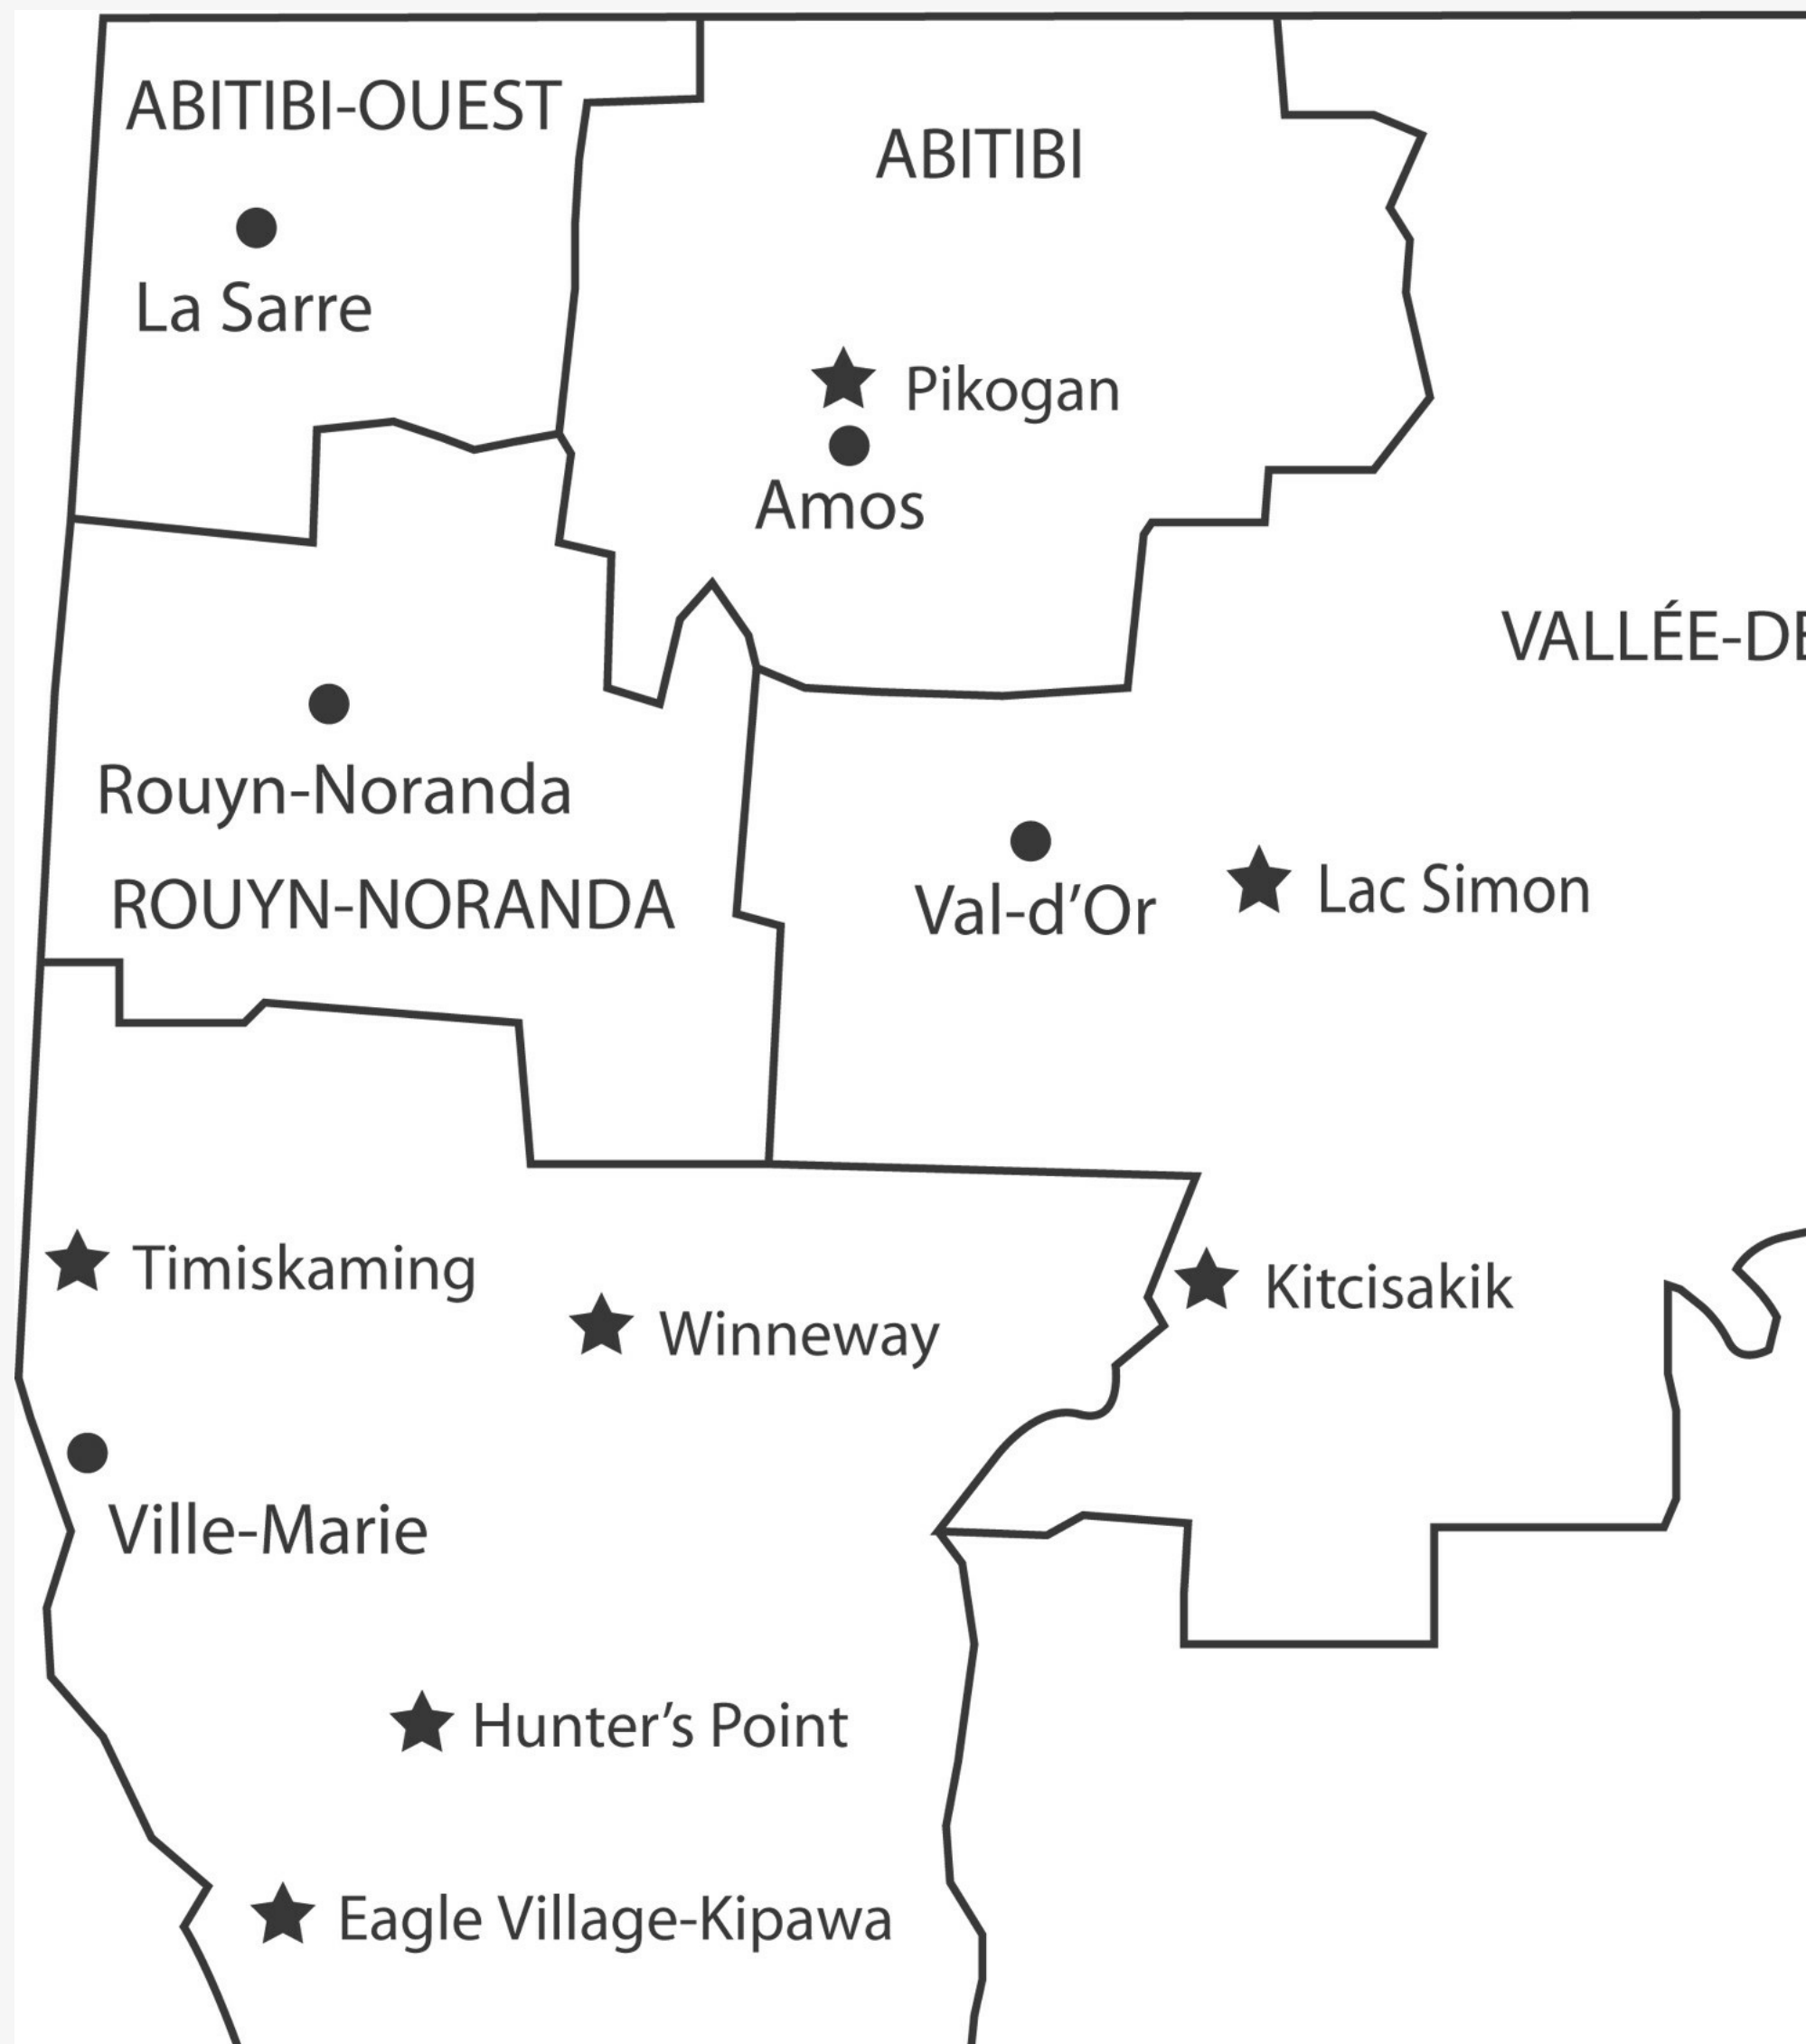 ABITIBI-OUEST
ABITIBI
La Sarre
Pikogan
Amos
VALLÉE-DE
Rouyn-Noranda
Val-d’Or
Lac Simon
ROUYN-NORANDA
Timiskaming
Winneway
Kitcisakik
Ville-Marie
Hunter’s Point
Eagle Village-Kipawa